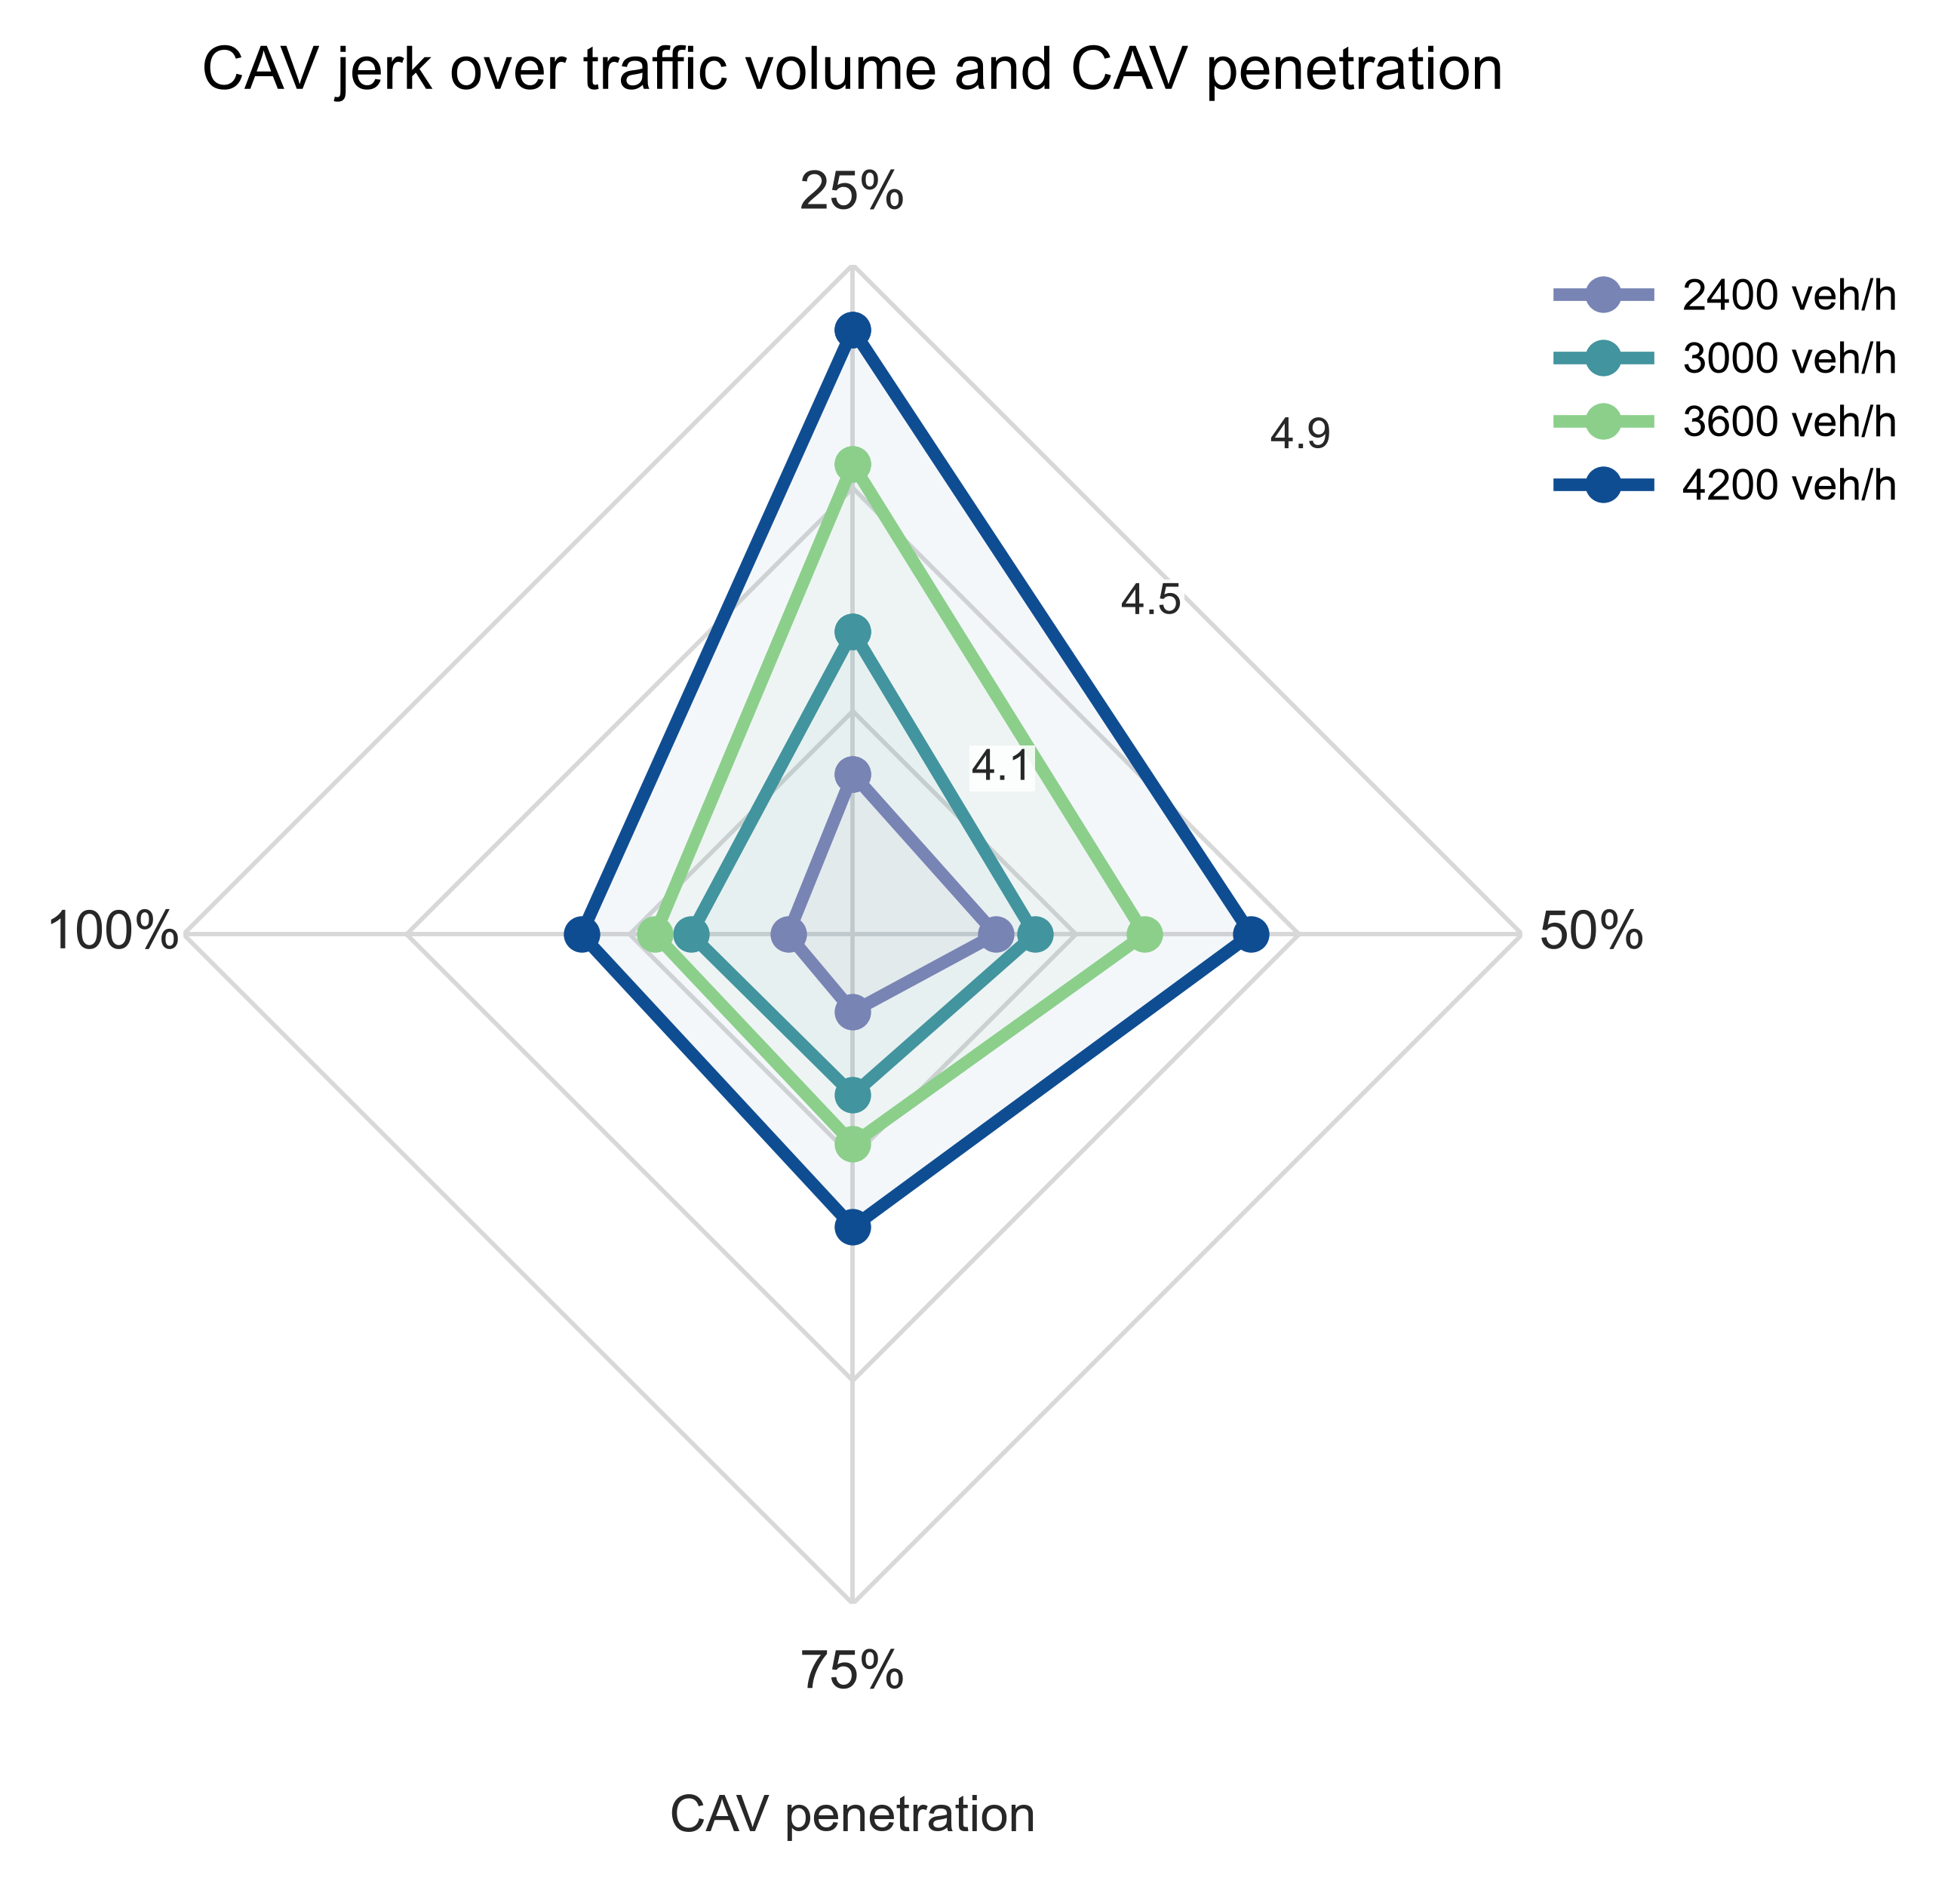 CAV jerk over traffic volume and CAV penetration
25%
2400 veh/h
3000 veh/h
3600 veh/h
4200 veh/h
4.9
4.5
4.1
100%
50%
75%
CAV penetration